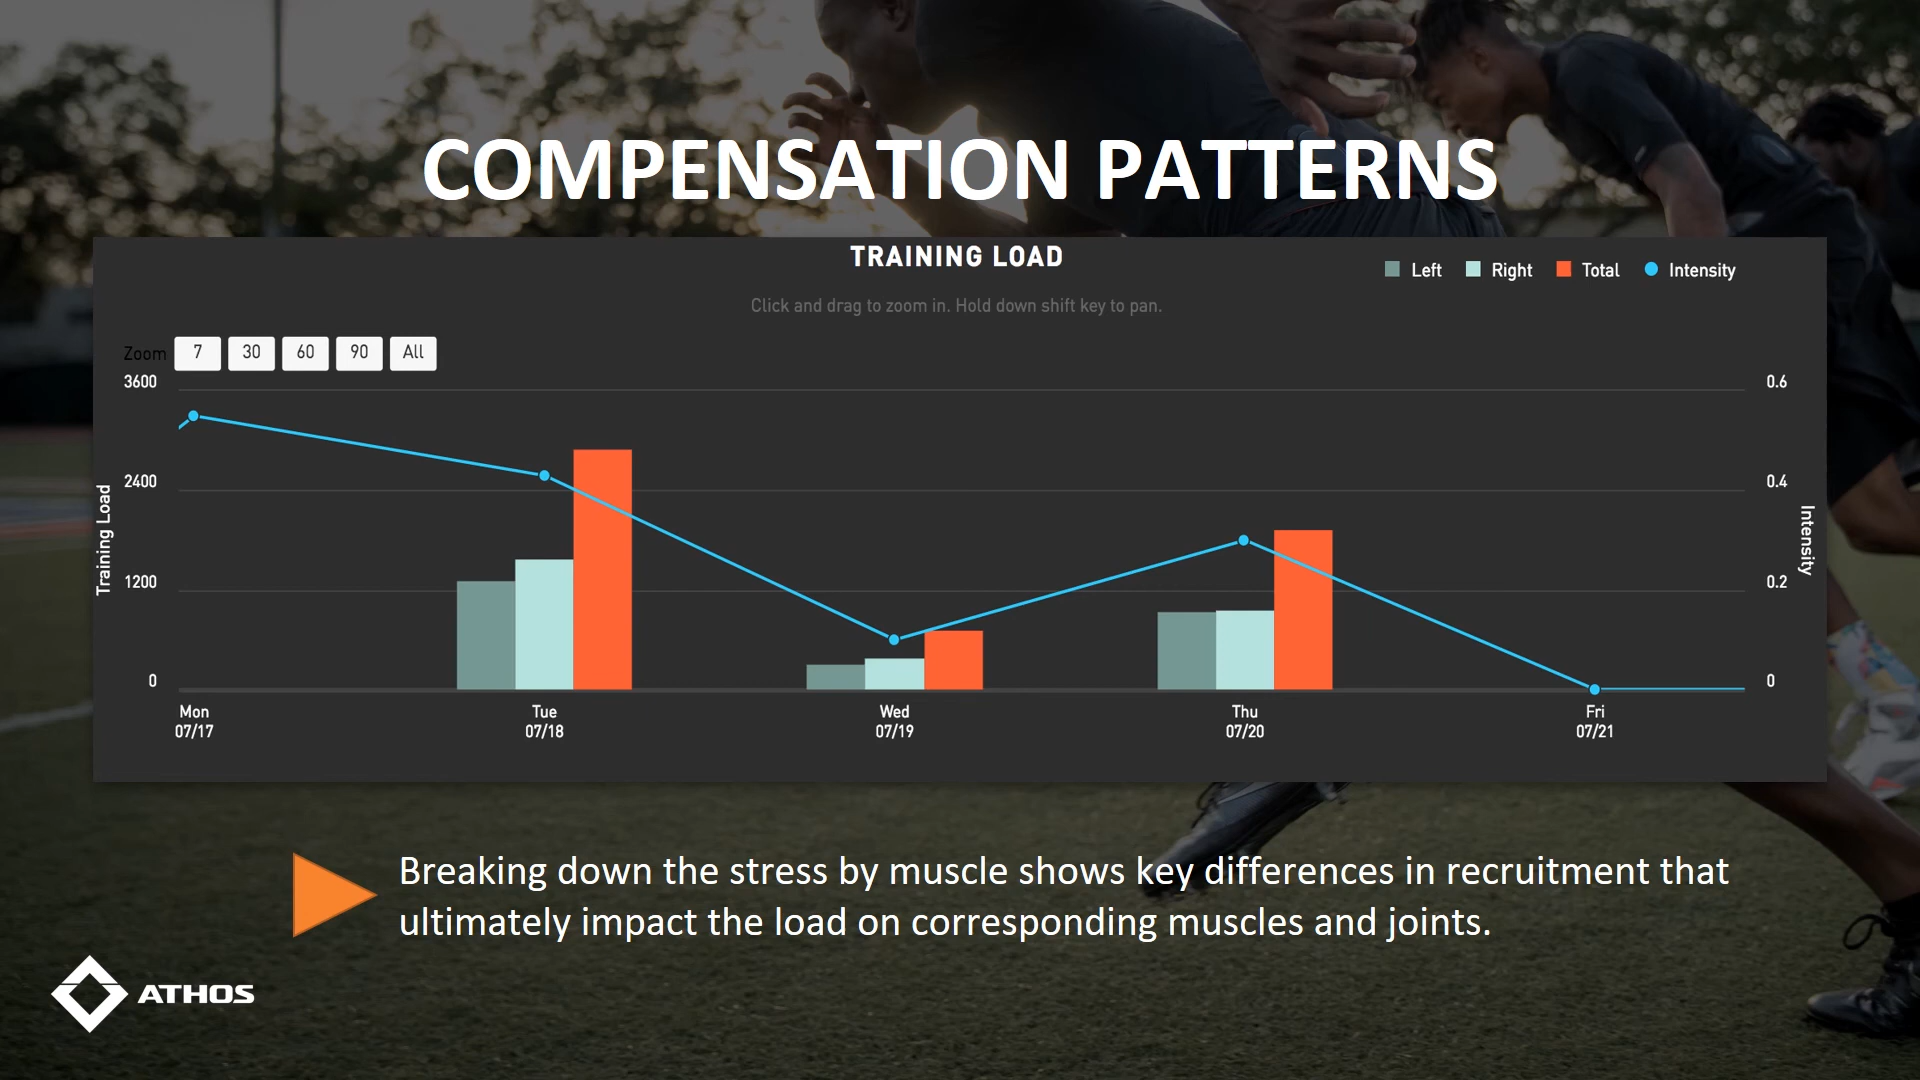 COMPENSATION PATTERNS
TRAINING LOAD
Left Right Total Intensity
Click and drag to zoom in. Hold down shift key to pan.
Zoom 7 30 60 90 All
3600 0.6
2400 0.4
1200 0.2
0 0
Training Load
Intensity
Mon Tue Wed Thu Fri
07/17 07/18 07/19 07/20 07/21
Breaking down the stress by muscle shows key differences in recruitment that
ultimately impact the load on corresponding muscles and joints.
ATHOS